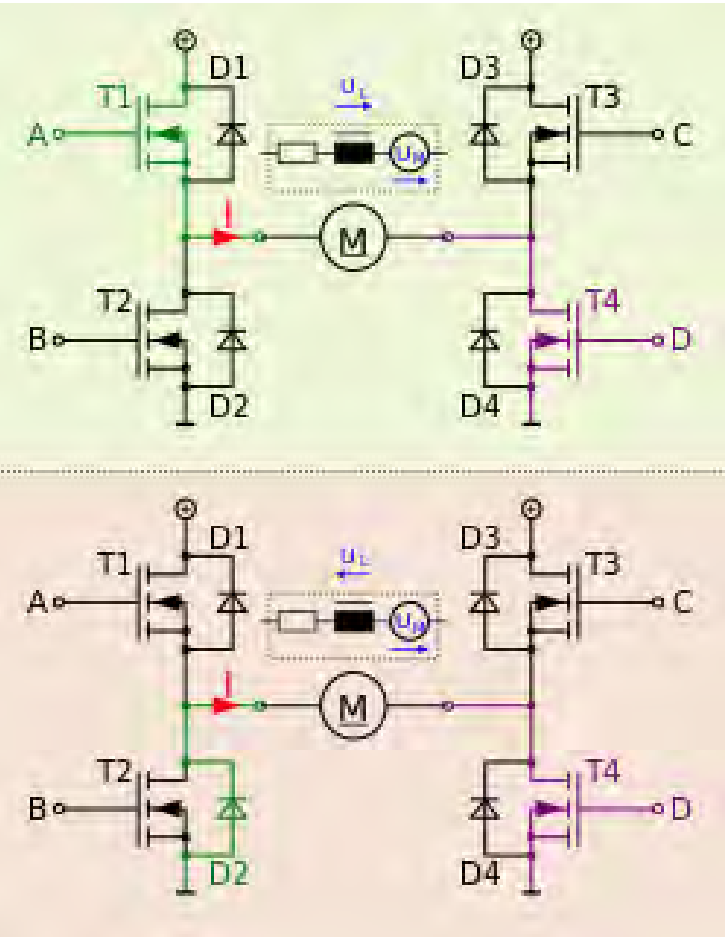 D1 D3
T1 u_L T3
A C
u_M
I
M
T2 T4
B D
D2 D4
D1 D3
T1 u_L T3
A C
u_M
I
M
T2 T4
B D
D2 D4